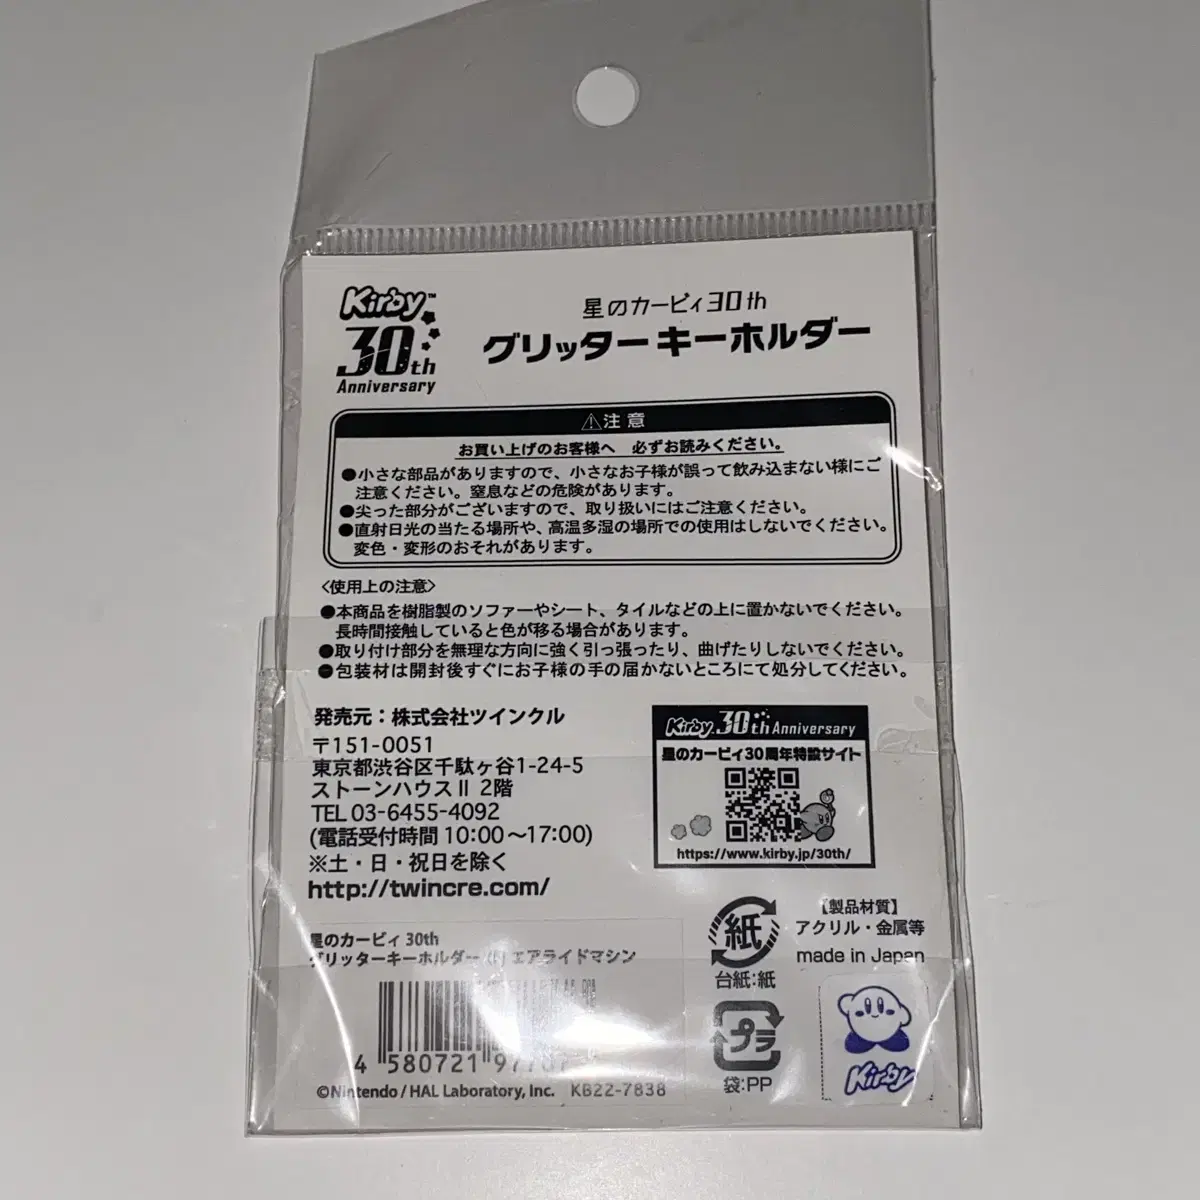 Kirby™
30th
Anniversary
星のカービィ30th
グリッターキーホルダー
⚠注意
お買い上げのお客様へ 必ずお読みください。
●小さな部品がありますので、小さなお子様が誤って飲み込まない様にご
注意ください。窒息などの危険があります。
●尖った部分がございますので、取り扱いにはご注意ください。
●直射日光の当たる場所や、高温多湿の場所での使用はしないでください。
変色・変形のおそれがあります。
〈使用上の注意〉
●本商品を樹脂製のソファーやシート、タイルなどの上に置かないでください。
長時間接触していると色が移る場合があります。
●取り付け部分を無理な方向に強く引っ張ったり、曲げたりしないでください。
●包装材は開封後すぐにお子様の手の届かないところにて処分してください。
発売元：株式会社ツインクル
〒151-0051
東京都渋谷区千駄ヶ谷1-24-5
ストーンハウスⅡ 2階
TEL 03-6455-4092
(電話受付時間 10:00～17:00)
※土・日・祝日を除く
http://twincre.com/
Kirby 30th Anniversary
星のカービィ30周年特設サイト
https://www.kirby.jp/30th/
紙
台紙：紙
【製品材質】
アクリル・金属等
made in Japan
星のカービィ 30th
グリッターキーホルダー エアライドマシン
4 580721
©Nintendo / HAL Laboratory, Inc. KB22-7838
プラ
袋：PP
Kirby